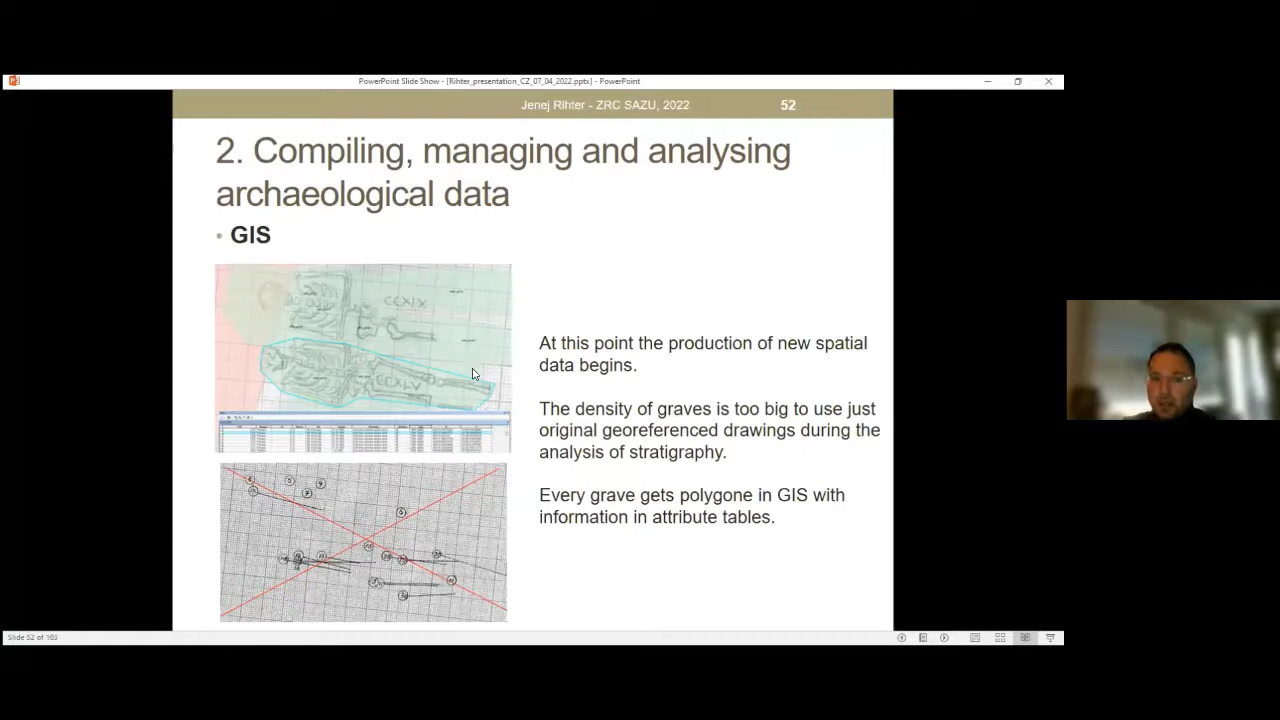 PowerPoint Slide Show - [Rihter_presentation_CZ_07_04_2022.pptx] - PowerPoint
Jenej Rihter - ZRC SAZU, 2022
52
2. Compiling, managing and analysing
archaeological data
• GIS
CCXIX
CCXLV
At this point the production of new spatial
data begins.
The density of graves is too big to use just
original georeferenced drawings during the
analysis of stratigraphy.
Every grave gets polygone in GIS with
information in attribute tables.
Slide 52 of 103